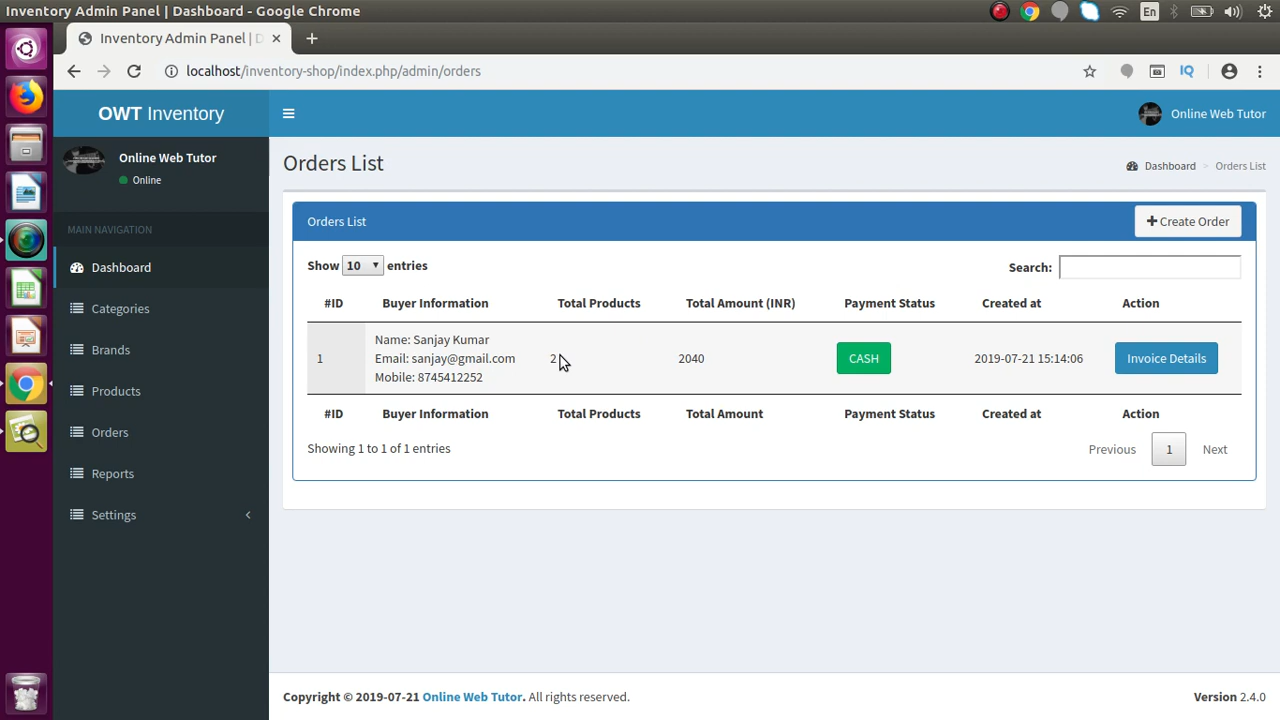 Inventory Admin Panel | Dashboard - Google Chrome
En
Inventory Admin Panel | D
localhost/inventory-shop/index.php/admin/orders
IQ
OWT Inventory
Online Web Tutor
Online Web Tutor
Online
Orders List
Dashboard > Orders List
MAIN NAVIGATION
Dashboard
Categories
Brands
Products
Orders
Reports
Settings
Orders List
+ Create Order
Show 10 entries
Search:
#ID Buyer Information Total Products Total Amount (INR) Payment Status Created at Action
Name: Sanjay Kumar
1 Email: sanjay@gmail.com 2 2040 CASH 2019-07-21 15:14:06 Invoice Details
Mobile: 8745412252
#ID Buyer Information Total Products Total Amount Payment Status Created at Action
Showing 1 to 1 of 1 entries
Previous 1 Next
Copyright © 2019-07-21 Online Web Tutor. All rights reserved.
Version 2.4.0